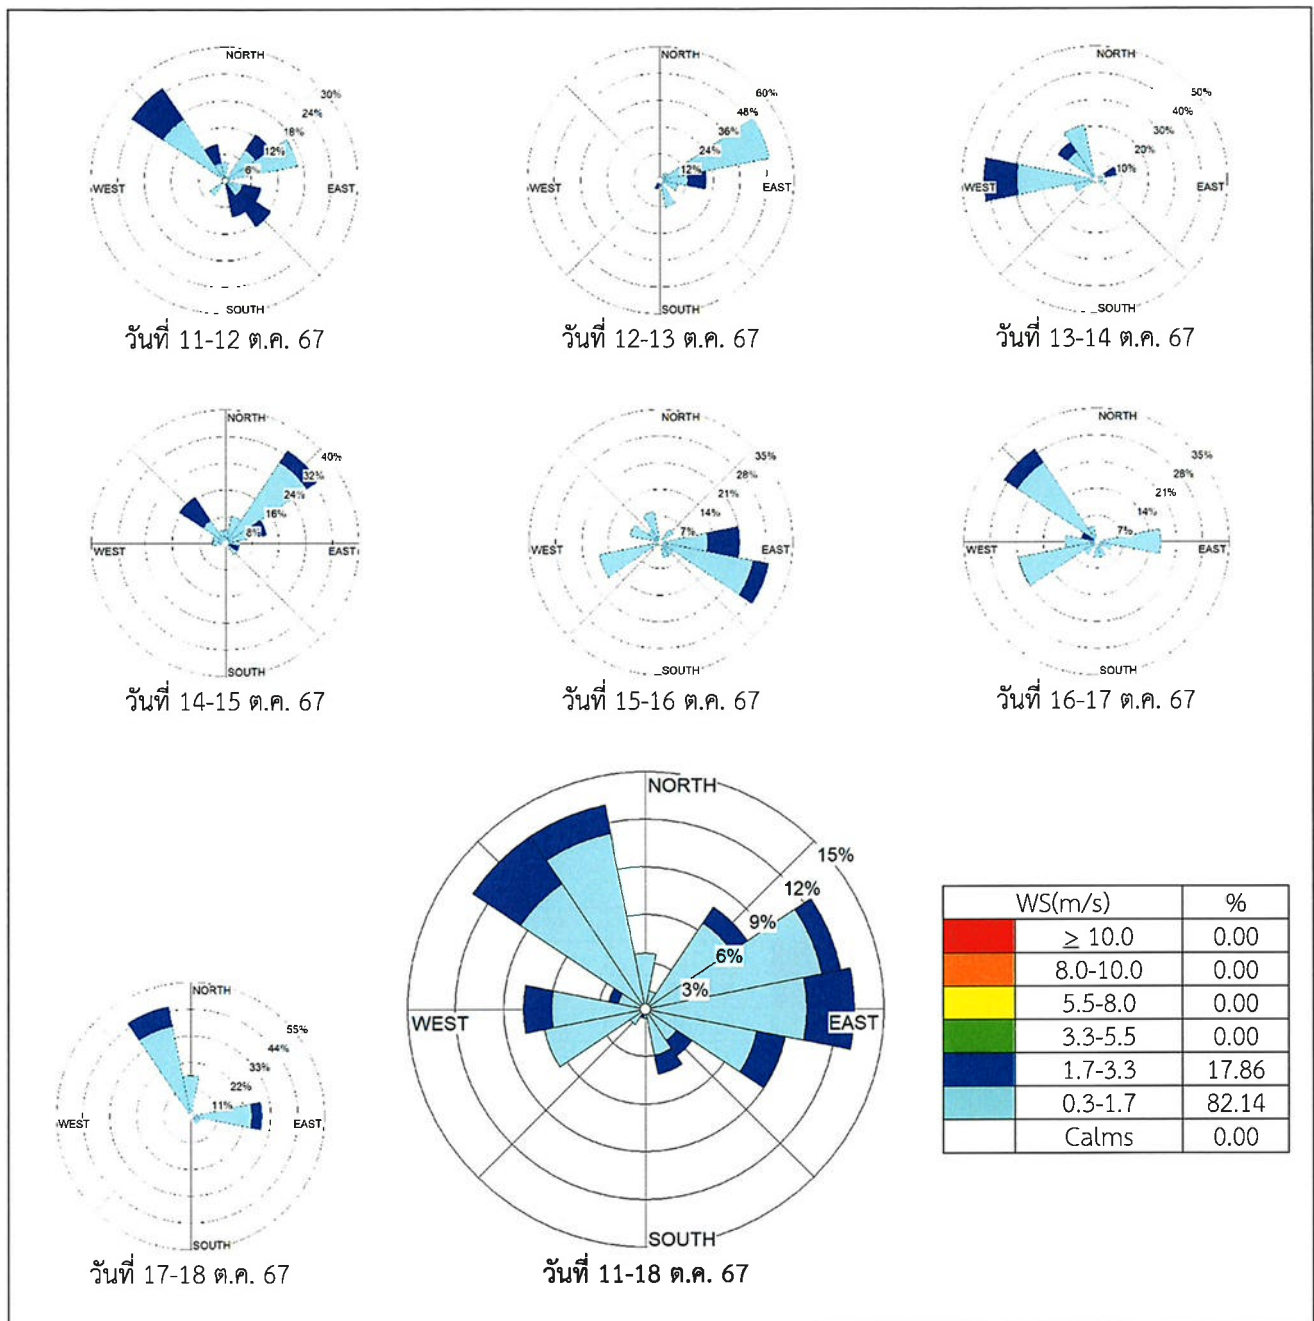 NORTH
30%
24%
18%
12%
6%
WEST
EAST
SOUTH
วันที่ 11-12 ต.ค. 67
NORTH
60%
48%
36%
24%
12%
WEST
EAST
SOUTH
วันที่ 12-13 ต.ค. 67
NORTH
50%
40%
30%
20%
10%
WEST
EAST
SOUTH
วันที่ 13-14 ต.ค. 67
NORTH
40%
32%
24%
16%
8%
WEST
EAST
SOUTH
วันที่ 14-15 ต.ค. 67
NORTH
35%
28%
21%
14%
7%
WEST
EAST
SOUTH
วันที่ 15-16 ต.ค. 67
NORTH
35%
28%
21%
14%
7%
WEST
EAST
SOUTH
วันที่ 16-17 ต.ค. 67
NORTH
55%
44%
33%
22%
11%
WEST
EAST
SOUTH
วันที่ 17-18 ต.ค. 67
NORTH
15%
12%
9%
6%
3%
WEST
EAST
SOUTH
วันที่ 11-18 ต.ค. 67
WS(m/s) %
≥ 10.0 0.00
8.0-10.0 0.00
5.5-8.0 0.00
3.3-5.5 0.00
1.7-3.3 17.86
0.3-1.7 82.14
Calms 0.00